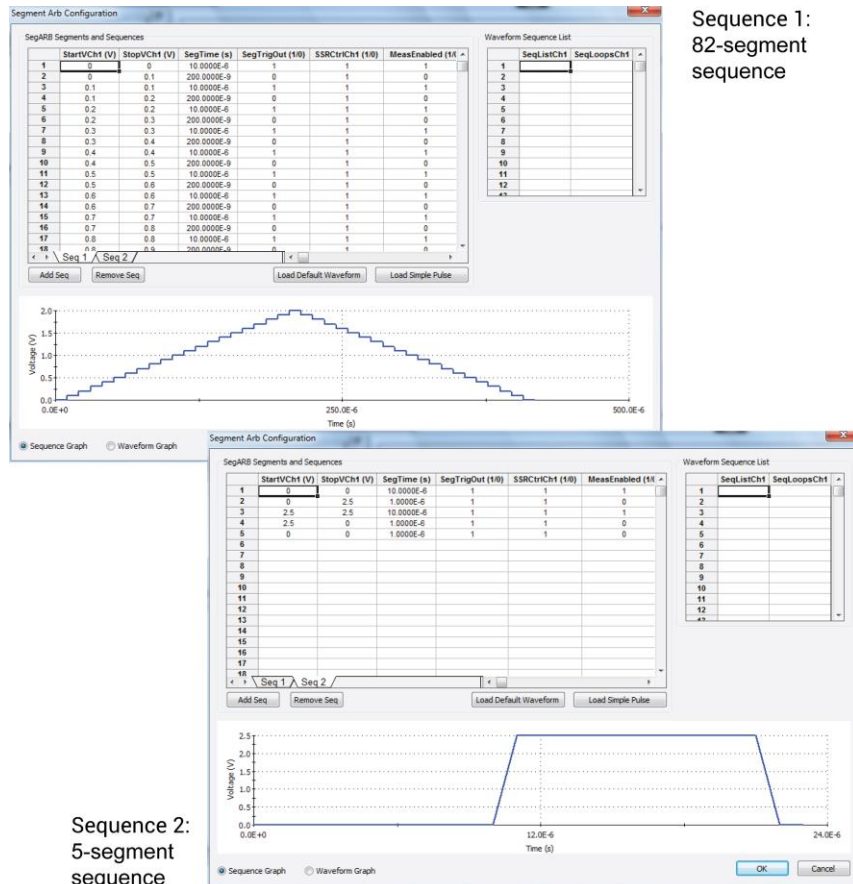 Segment Arb Configuration
SegARB Segments and Sequences
StartVCh1 (V) StopVCh1 (V) SegTime (s) SegTrigOut (1/0) SSRCtrlCh1 (1/0) MeasEnabled (1/(
1 0 0 10.0000E-6 1 1 1
2 0 0.1 200.0000E-9 0 1 0
3 0.1 0.1 10.0000E-6 1 1 1
4 0.1 0.2 200.0000E-9 0 1 0
5 0.2 0.2 10.0000E-6 1 1 1
6 0.2 0.3 200.0000E-9 0 1 0
7 0.3 0.3 10.0000E-6 1 1 1
8 0.3 0.4 200.0000E-9 0 1 0
9 0.4 0.4 10.0000E-6 1 1 1
10 0.4 0.5 200.0000E-9 0 1 0
11 0.5 0.5 10.0000E-6 1 1 1
12 0.5 0.6 200.0000E-9 0 1 0
13 0.6 0.6 10.0000E-6 1 1 1
14 0.6 0.7 200.0000E-9 0 1 0
15 0.7 0.7 10.0000E-6 1 1 1
16 0.7 0.8 200.0000E-9 0 1 0
17 0.8 0.8 10.0000E-6 1 1 1
18 0.8 0.9 200.0000E-9 0 1 0
Seq 1 Seq 2
Add Seq Remove Seq Load Default Waveform Load Simple Pulse
Waveform Sequence List
SeqListCh1 SeqLoopsCh1
1
2
3
4
5
6
7
8
9
10
11
12
Sequence 1:
82-segment
sequence
2.0
1.5
1.0
0.5
0.0
Voltage (V)
0.0E+0 250.0E-6 500.0E-6
Time (s)
Sequence Graph Waveform Graph
Segment Arb Configuration
SegARB Segments and Sequences
StartVCh1 (V) StopVCh1 (V) SegTime (s) SegTrigOut (1/0) SSRCtrlCh1 (1/0) MeasEnabled (1/(
1 0 0 10.0000E-6 1 1 1
2 0 2.5 1.0000E-6 1 1 0
3 2.5 2.5 10.0000E-6 1 1 1
4 2.5 0 1.0000E-6 1 1 0
5 0 0 1.0000E-6 1 1 0
6
7
8
9
10
11
12
13
14
15
16
17
18
Seq 1 Seq 2
Add Seq Remove Seq Load Default Waveform Load Simple Pulse
Waveform Sequence List
SeqListCh1 SeqLoopsCh1
1
2
3
4
5
6
7
8
9
10
11
12
2.5
2.0
1.5
1.0
0.5
0.0
Voltage (V)
0.0E+0 12.0E-6 24.0E-6
Time (s)
Sequence Graph Waveform Graph
OK Cancel
Sequence 2:
5-segment
sequence